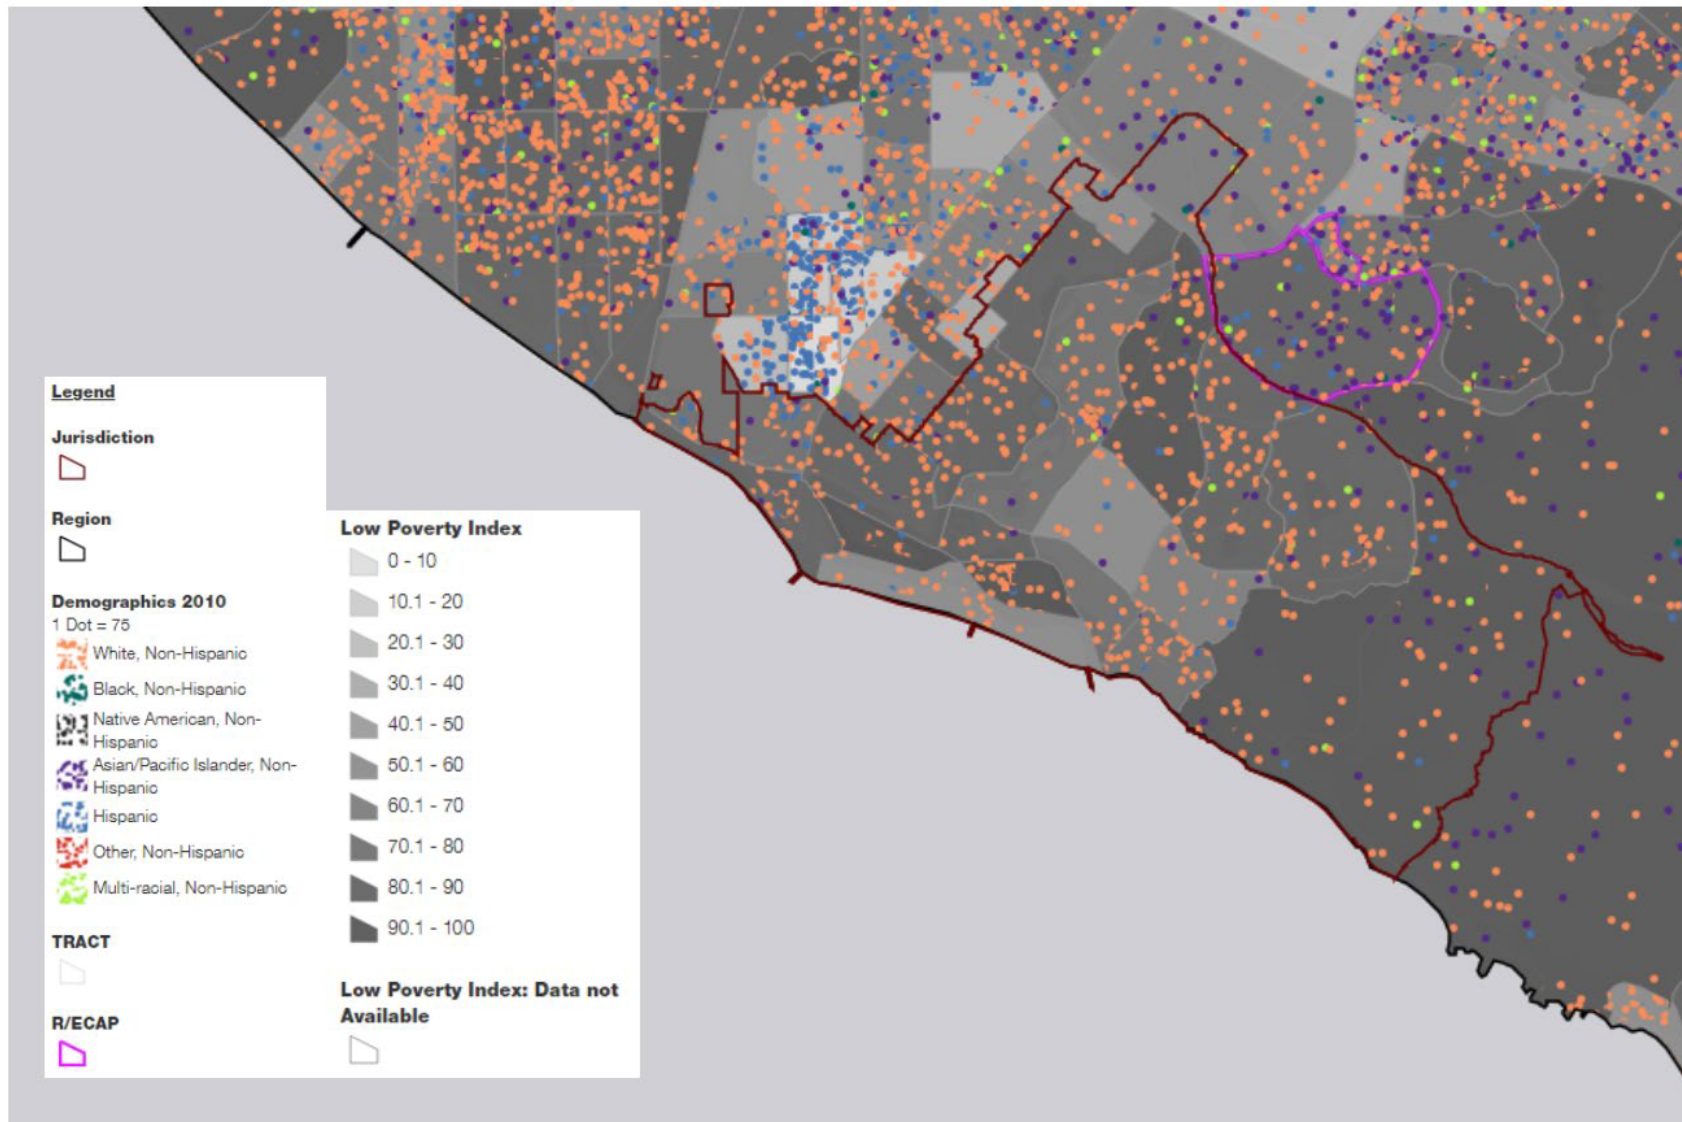 Legend
Jurisdiction
Region
Demographics 2010
1 Dot = 75
White, Non-Hispanic
Black, Non-Hispanic
Native American, Non-
Hispanic
Asian/Pacific Islander, Non-
Hispanic
Hispanic
Other, Non-Hispanic
Multi-racial, Non-Hispanic
TRACT
R/ECAP
Low Poverty Index
0 - 10
10.1 - 20
20.1 - 30
30.1 - 40
40.1 - 50
50.1 - 60
60.1 - 70
70.1 - 80
80.1 - 90
90.1 - 100
Low Poverty Index: Data not
Available